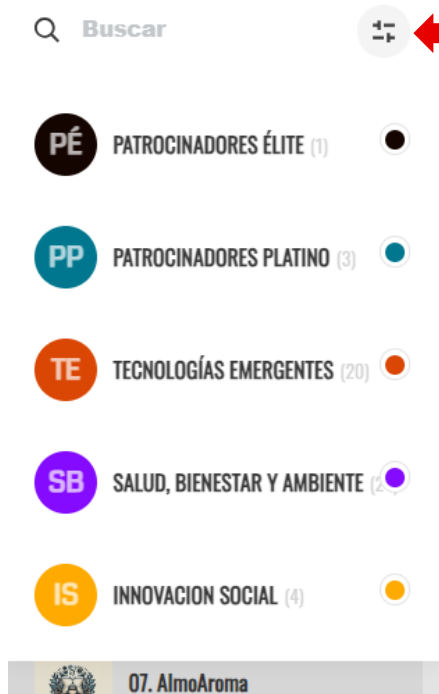 Buscar
PÉ PATROCINADORES ÉLITE (1)
PP PATROCINADORES PLATINO (3)
TE TECNOLOGÍAS EMERGENTES (20)
SB SALUD, BIENESTAR Y AMBIENTE
IS INNOVACION SOCIAL (4)
07. AlmoAroma